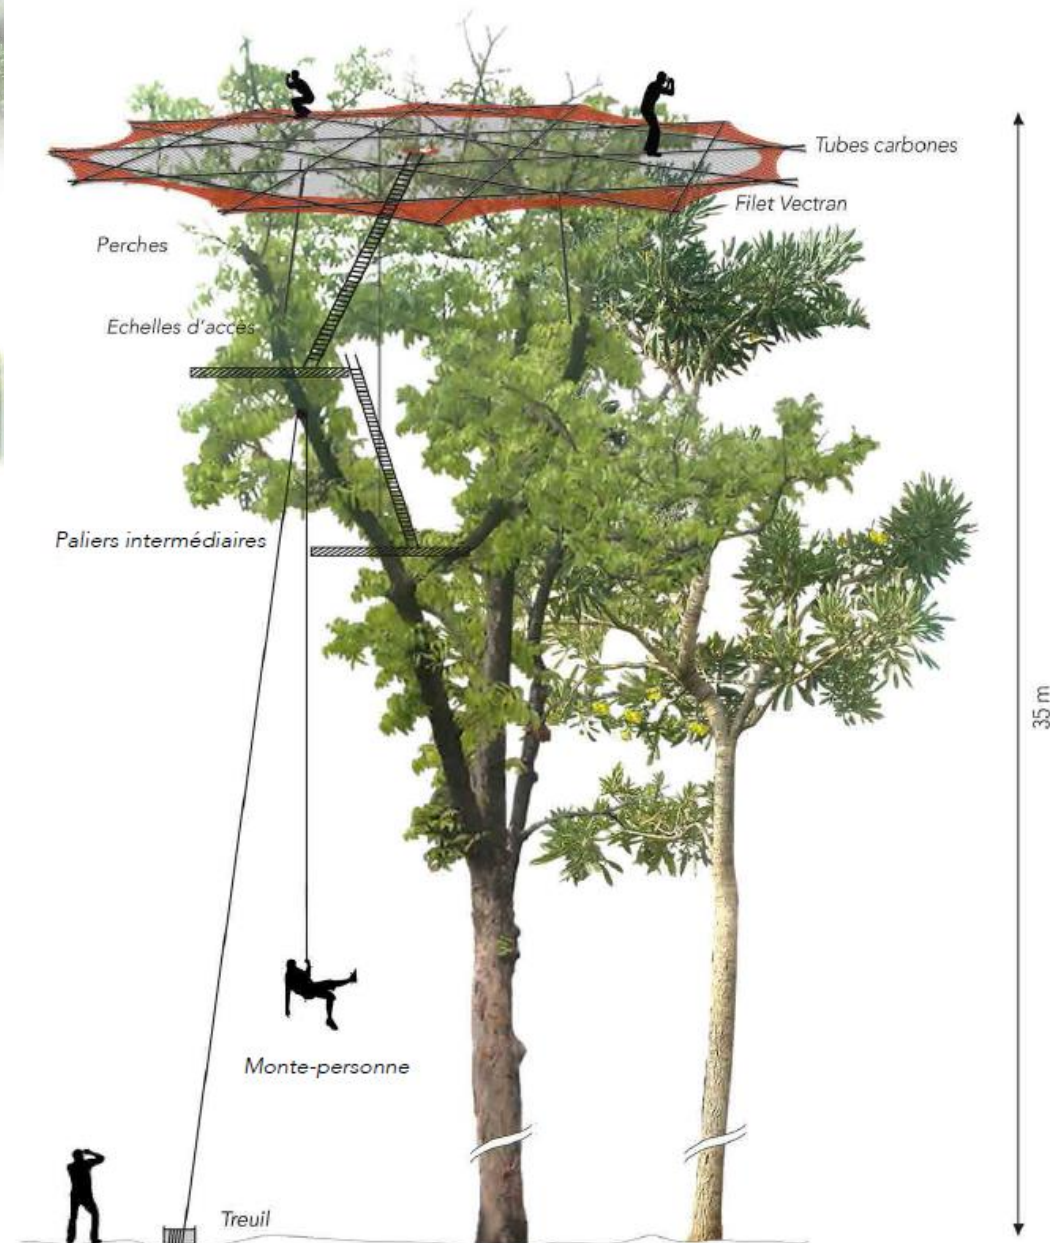 Tubes carbones
Filet Vectran
Perches
Echelles d'accès
Paliers intermédiaires
35 m
Monte-personne
Treuil